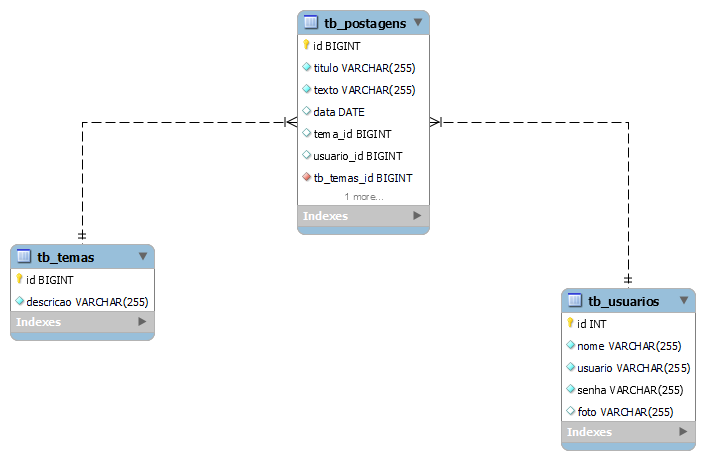 tb_postagens
id BIGINT
titulo VARCHAR(255)
texto VARCHAR(255)
data DATE
tema_id BIGINT
usuario_id BIGINT
tb_temas_id BIGINT
1 more...
Indexes
tb_temas
id BIGINT
descricao VARCHAR(255)
Indexes
tb_usuarios
id INT
nome VARCHAR(255)
usuario VARCHAR(255)
senha VARCHAR(255)
foto VARCHAR(255)
Indexes